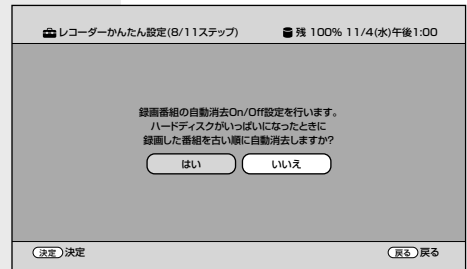 レコーダーかんたん設定(8/11ステップ) 残 100% 11/4(水)午後1:00
録画番組の自動消去On/Off設定を行います。
ハードディスクがいっぱいになったときに
録画した番組を古い順に自動消去しますか?
はい いいえ
決定 決定 戻る 戻る